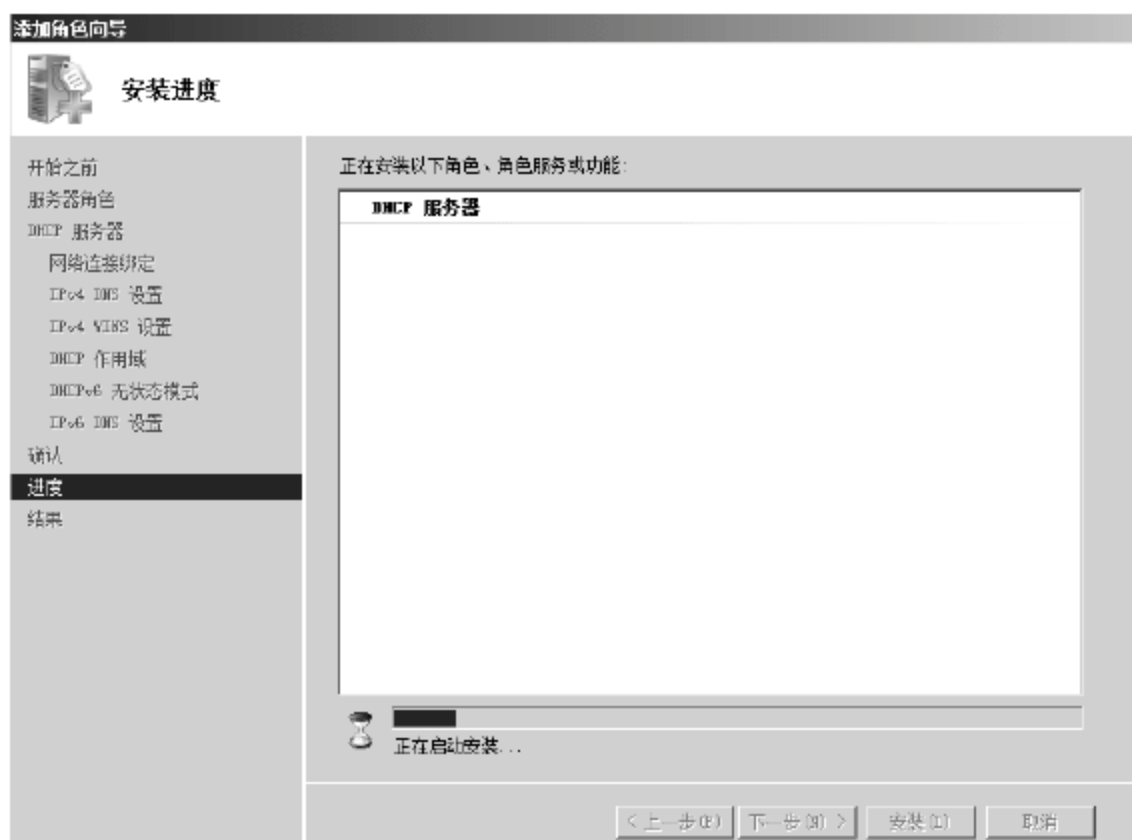 添加角色向导
安装进度
开始之前
服务器角色
DHCP 服务器
网络连接绑定
IPv4 DNS 设置
IPv4 WINS 设置
DHCP 作用域
DHCPv6 无状态模式
IPv6 DNS 设置
确认
进度
结果
正在安装以下角色、角色服务或功能:
DHCP 服务器
正在启动安装...
< 上一步(P)
下一步(N) >
安装(I)
取消